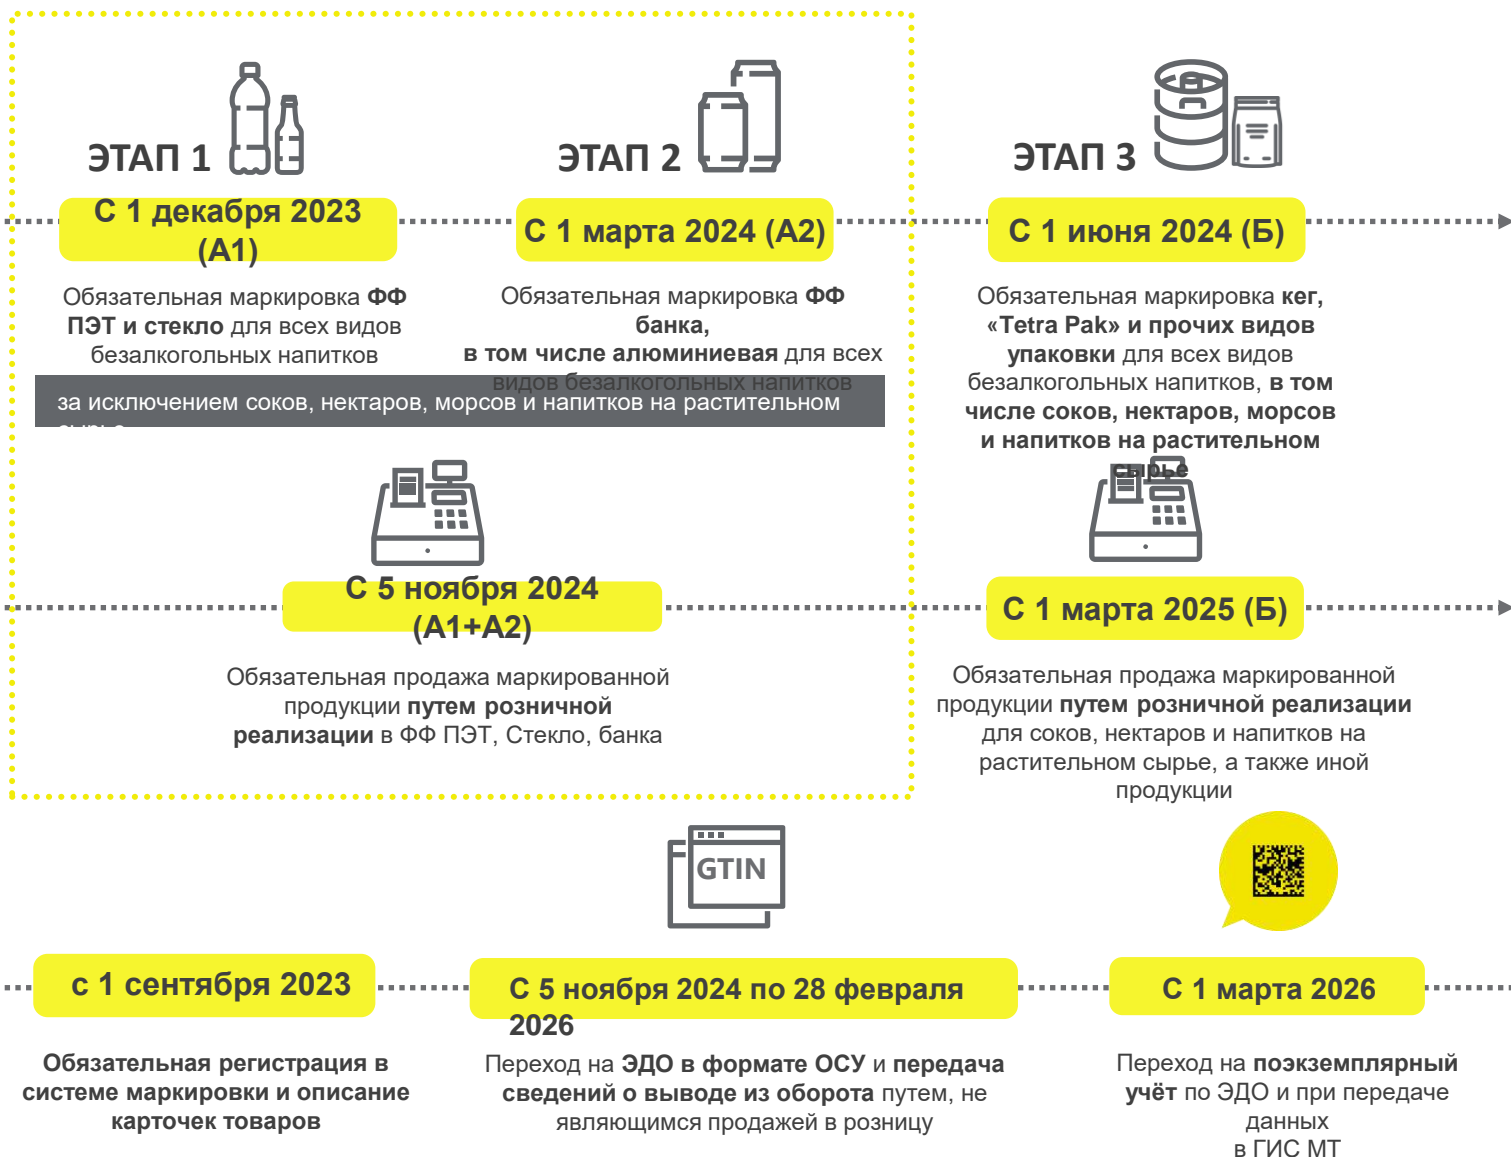 ЭТАП 1
С 1 декабря 2023
(А1)
Обязательная маркировка ФФ
ПЭТ и стекло для всех видов
безалкогольных напитков
ЭТАП 2
С 1 марта 2024 (А2)
Обязательная маркировка ФФ
банка,
в том числе алюминиевая для всех
видов безалкогольных напитков
за исключением соков, нектаров, морсов и напитков на растительном
сырье
ЭТАП 3
С 1 июня 2024 (Б)
Обязательная маркировка кег,
«Tetra Pak» и прочих видов
упаковки для всех видов
безалкогольных напитков, в том
числе соков, нектаров, морсов
и напитков на растительном
сырье
С 5 ноября 2024
(А1+А2)
Обязательная продажа маркированной
продукции путем розничной
реализации в ФФ ПЭТ, Стекло, банка
С 1 марта 2025 (Б)
Обязательная продажа маркированной
продукции путем розничной реализации
для соков, нектаров и напитков на
растительном сырье, а также иной
продукции
с 1 сентября 2023
Обязательная регистрация в
системе маркировки и описание
карточек товаров
GTIN
С 5 ноября 2024 по 28 февраля
2026
Переход на ЭДО в формате ОСУ и передача
сведений о выводе из оборота путем, не
являющимся продажей в розницу
С 1 марта 2026
Переход на поэкземплярный
учёт по ЭДО и при передаче
данных
в ГИС МТ